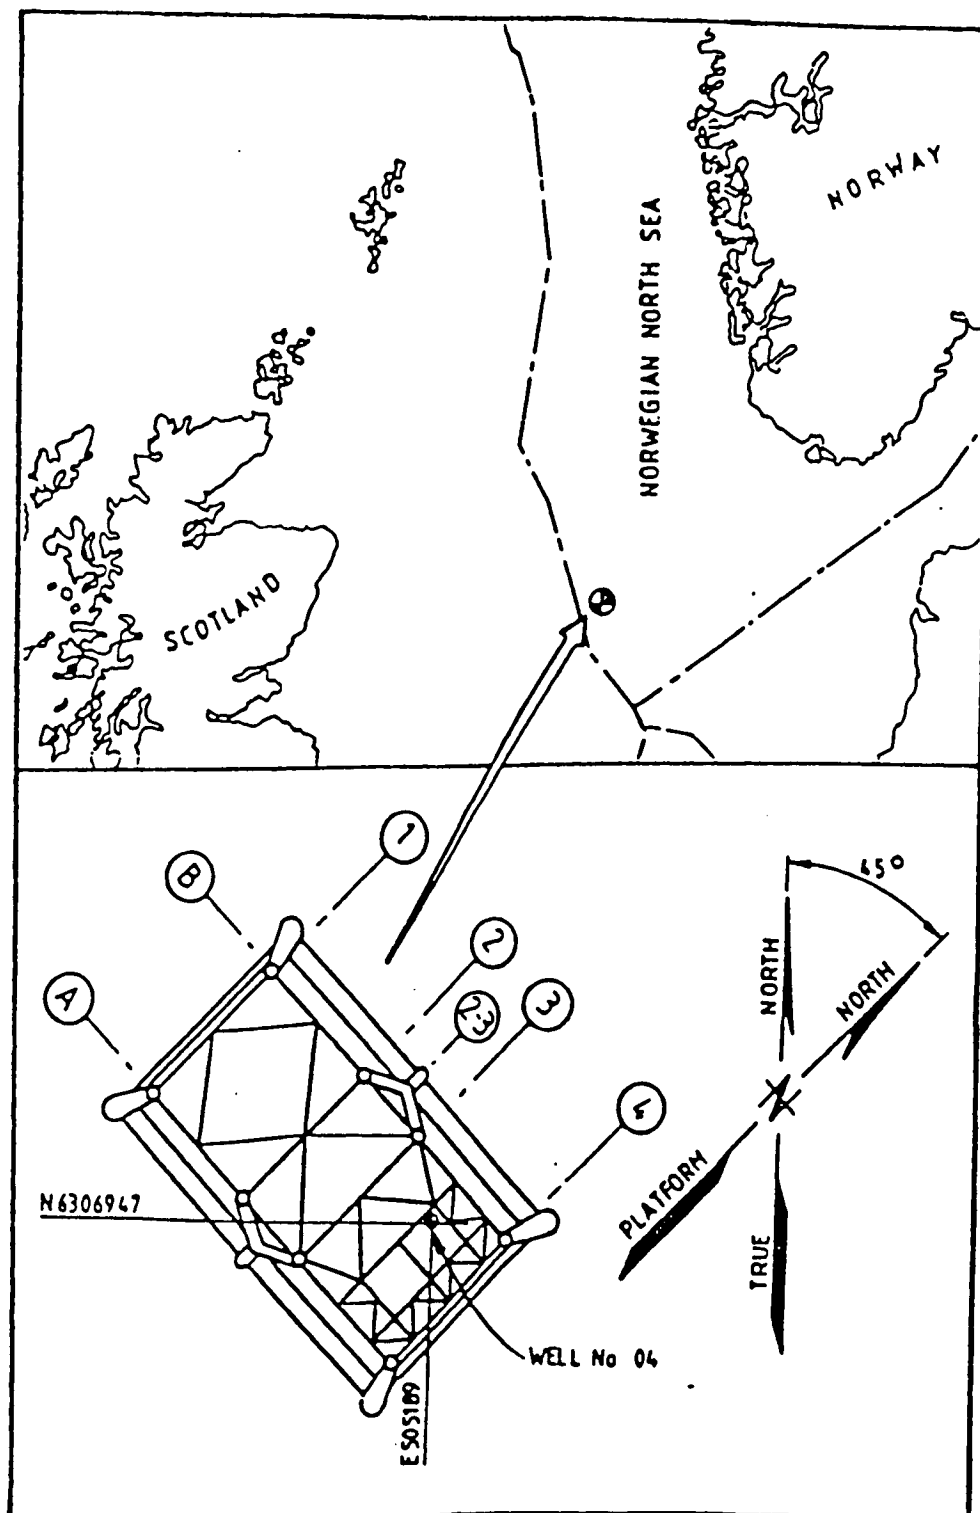 NORWAY
NORWEGIAN NORTH SEA
SCOTLAND
1
B
2
A
2-3
3
4
45°
NORTH
NORTH
PLATFORM
TRUE
N6306947
WELL No 04
E505189